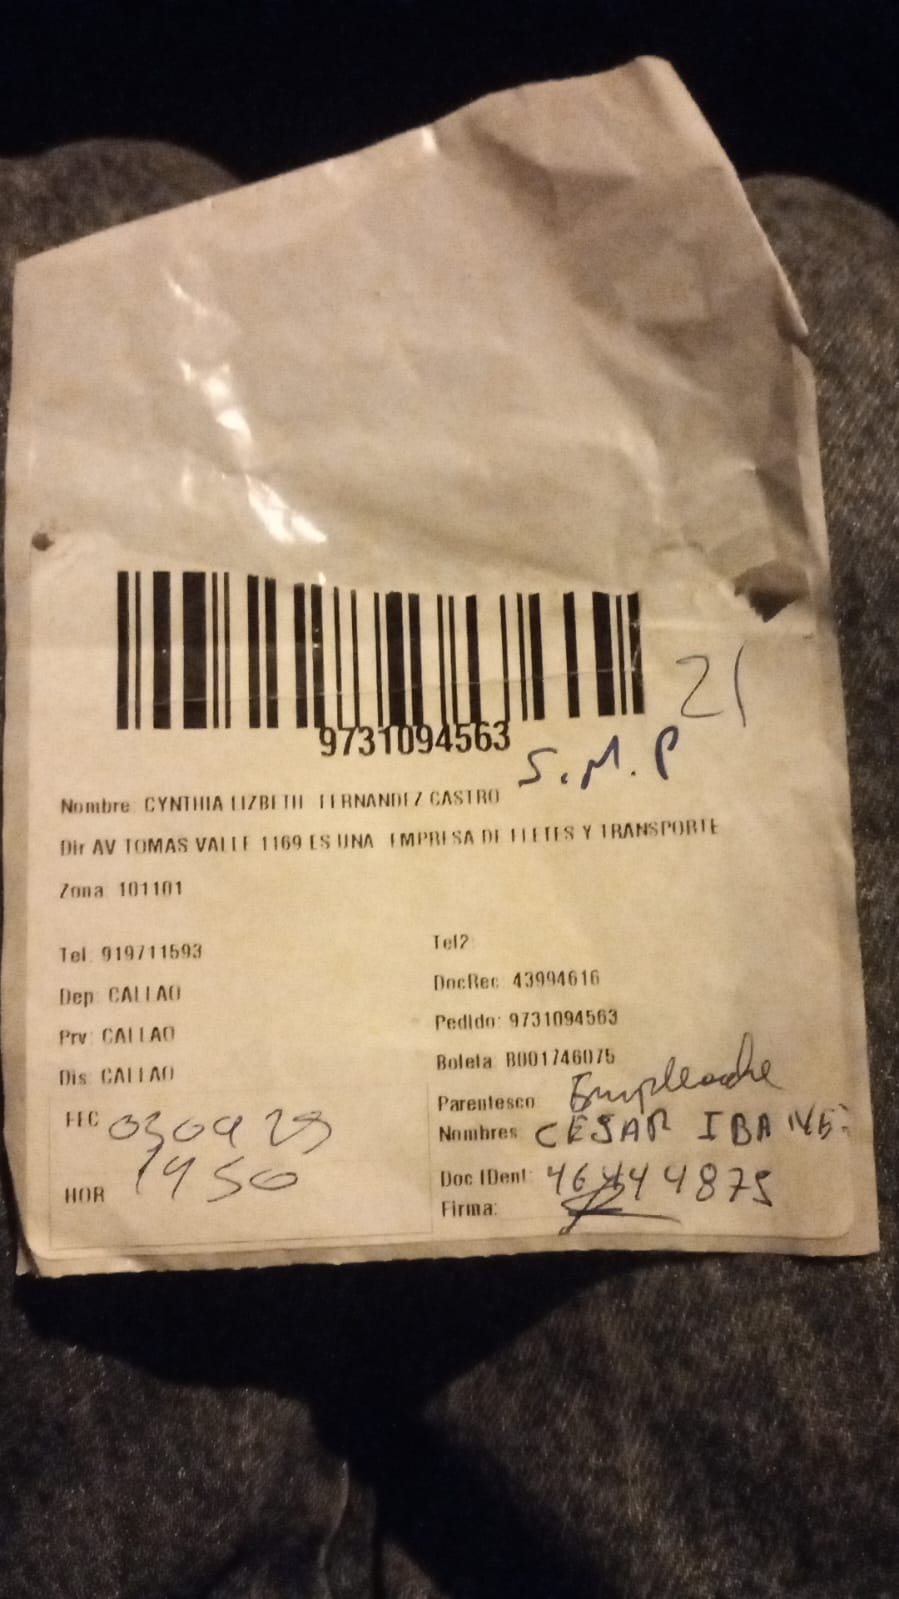 21
9731094563
S.M.P
Nombre: CYNTHIA LIZBETH FERNANDEZ CASTRO
Dir AV TOMAS VALLE 1169 ES UNA EMPRESA DE FLETES Y TRANSPORTE
Zona: 101101
Tel: 919711593 Tel2:
Dep: CALLAO DocRec: 43994616
Prv: CALLAO Pedido: 9731094563
Dis: CALLAO Boleta: B001746075
Parentesco: Empleado
FEC 030923 Nombres: CESAR IBAÑE
HOR 1450 Doc IDent:
Firma: